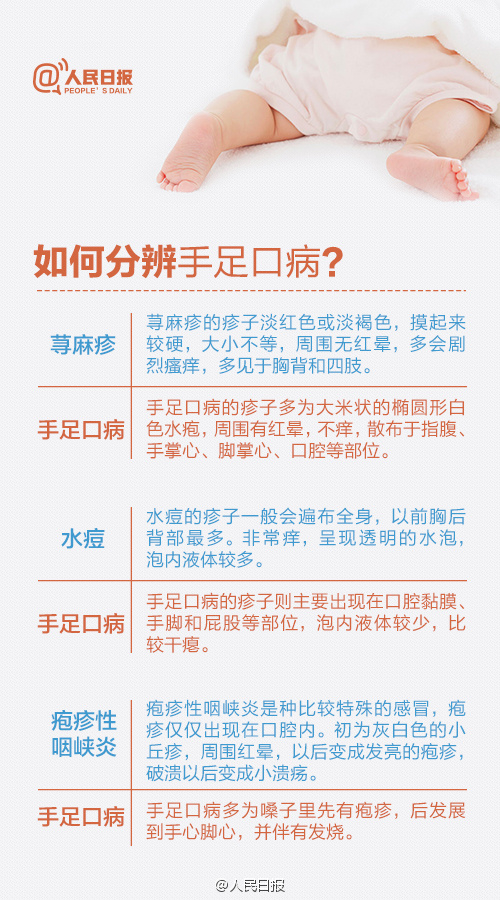 @人民日报
PEOPLE'S DAILY
如何分辨手足口病?
荨麻疹
荨麻疹的疹子淡红色或淡褐色，摸起来
较硬，大小不等，周围无红晕，多会剧
烈瘙痒，多见于胸背和四肢。
手足口病
手足口病的疹子多为大米状的椭圆形白
色水疱，周围有红晕，不痒，散布于指腹、
手掌心、脚掌心、口腔等部位。
水痘
水痘的疹子一般会遍布全身，以前胸后
背部最多。非常痒，呈现透明的水泡，
泡内液体较多。
手足口病
手足口病的疹子则主要出现在口腔黏膜、
手脚和屁股等部位，泡内液体较少，比
较干瘪。
疱疹性
咽峡炎
疱疹性咽峡炎是种比较特殊的感冒，疱
疹仅仅出现在口腔内。初为灰白色的小
丘疹，周围红晕，以后变成发亮的疱疹，
破溃以后变成小溃疡。
手足口病
手足口病多为嗓子里先有疱疹，后发展
到手心脚心，并伴有发烧。
@人民日报